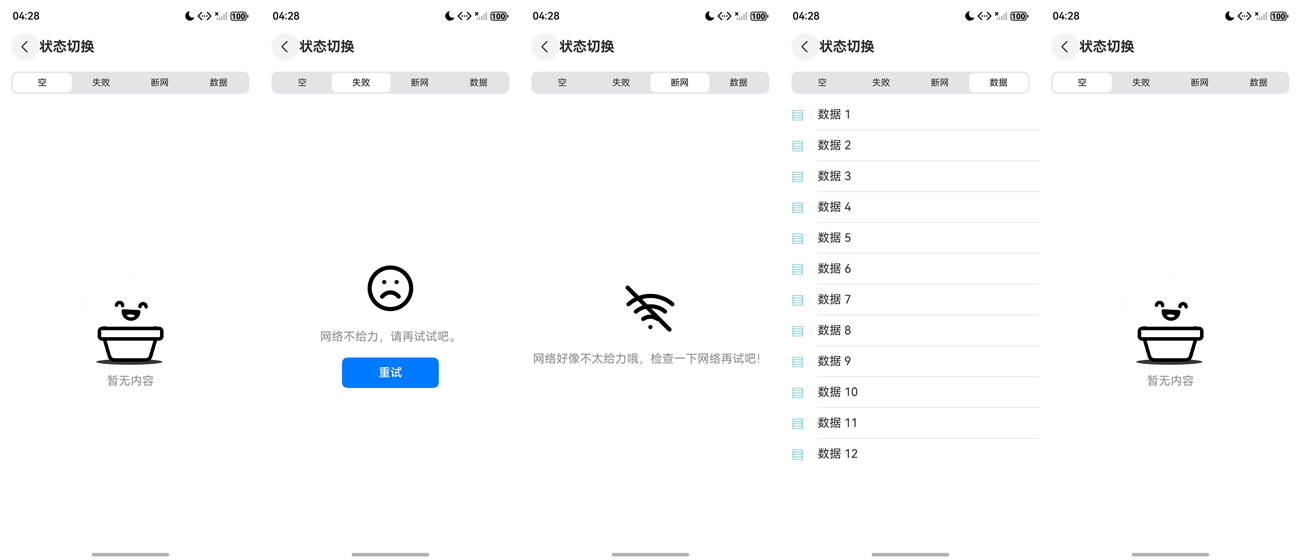 04:28
100
状态切换
空 失败 断网 数据
暂无内容
04:28
100
状态切换
空 失败 断网 数据
网络不给力，请再试试吧。
重试
04:28
100
状态切换
空 失败 断网 数据
网络好像不太给力哦，检查一下网络再试吧！
04:28
100
状态切换
空 失败 断网 数据
数据 1
数据 2
数据 3
数据 4
数据 5
数据 6
数据 7
数据 8
数据 9
数据 10
数据 11
数据 12
04:28
100
状态切换
空 失败 断网 数据
暂无内容